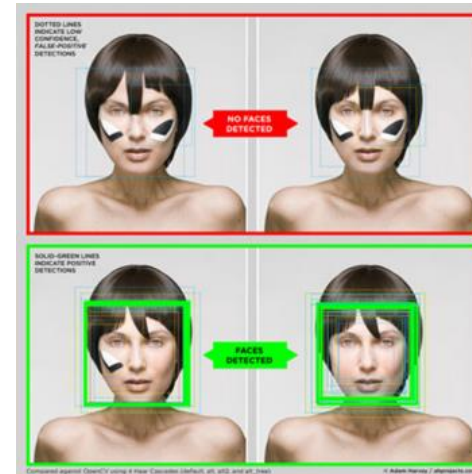 DOTTED LINES
INDICATE LOW
CONFIDENCE,
FALSE-POSITIVE
DETECTIONS
NO FACES
DETECTED
SOLID-GREEN LINES
INDICATE POSITIVE
DETECTIONS
FACES
DETECTED
Compared against OpenCV using 4 Haar Cascades (default, alt, alt2, and alt_tree)
© Adam Harvey / ahprojects.com